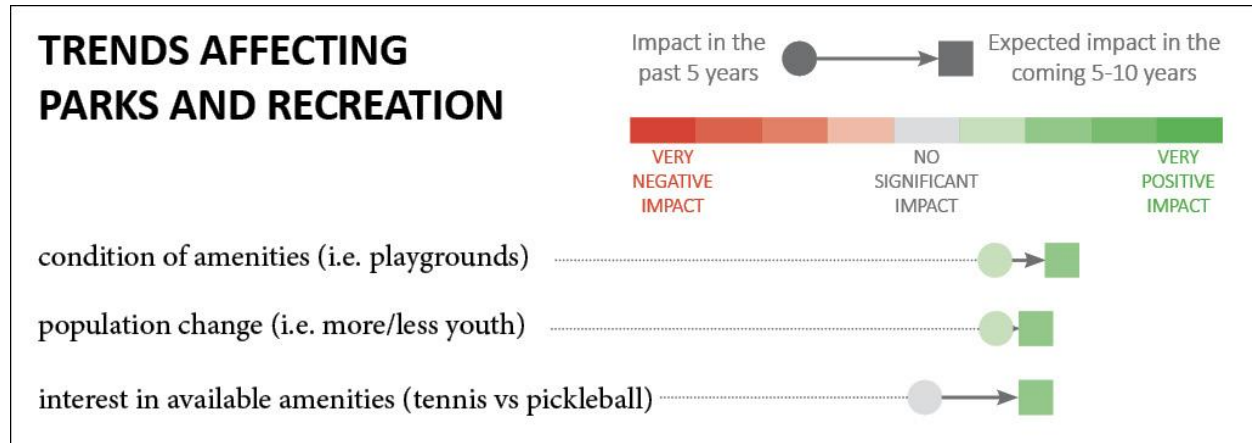 TRENDS AFFECTING
PARKS AND RECREATION
Impact in the
past 5 years
Expected impact in the
coming 5-10 years
VERY
NEGATIVE
IMPACT
NO
SIGNIFICANT
IMPACT
VERY
POSITIVE
IMPACT
condition of amenities (i.e. playgrounds)
population change (i.e. more/less youth)
interest in available amenities (tennis vs pickleball)